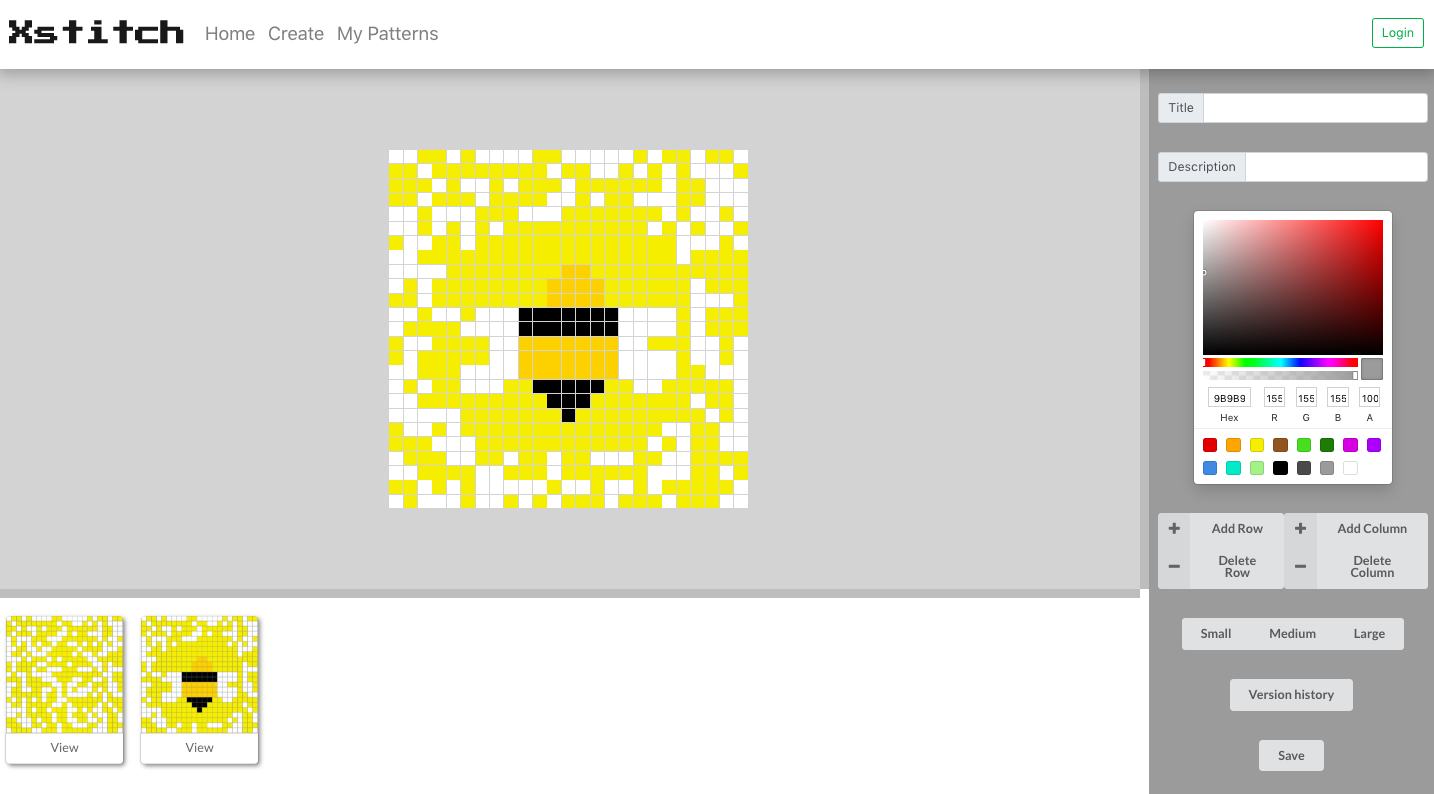 Xstitch Home Create My Patterns Login
Title
Description
9B9B9 155 155 155 100
Hex R G B A
Add Row Add Column
Delete Row Delete Column
Small Medium Large
Version history
Save
View View